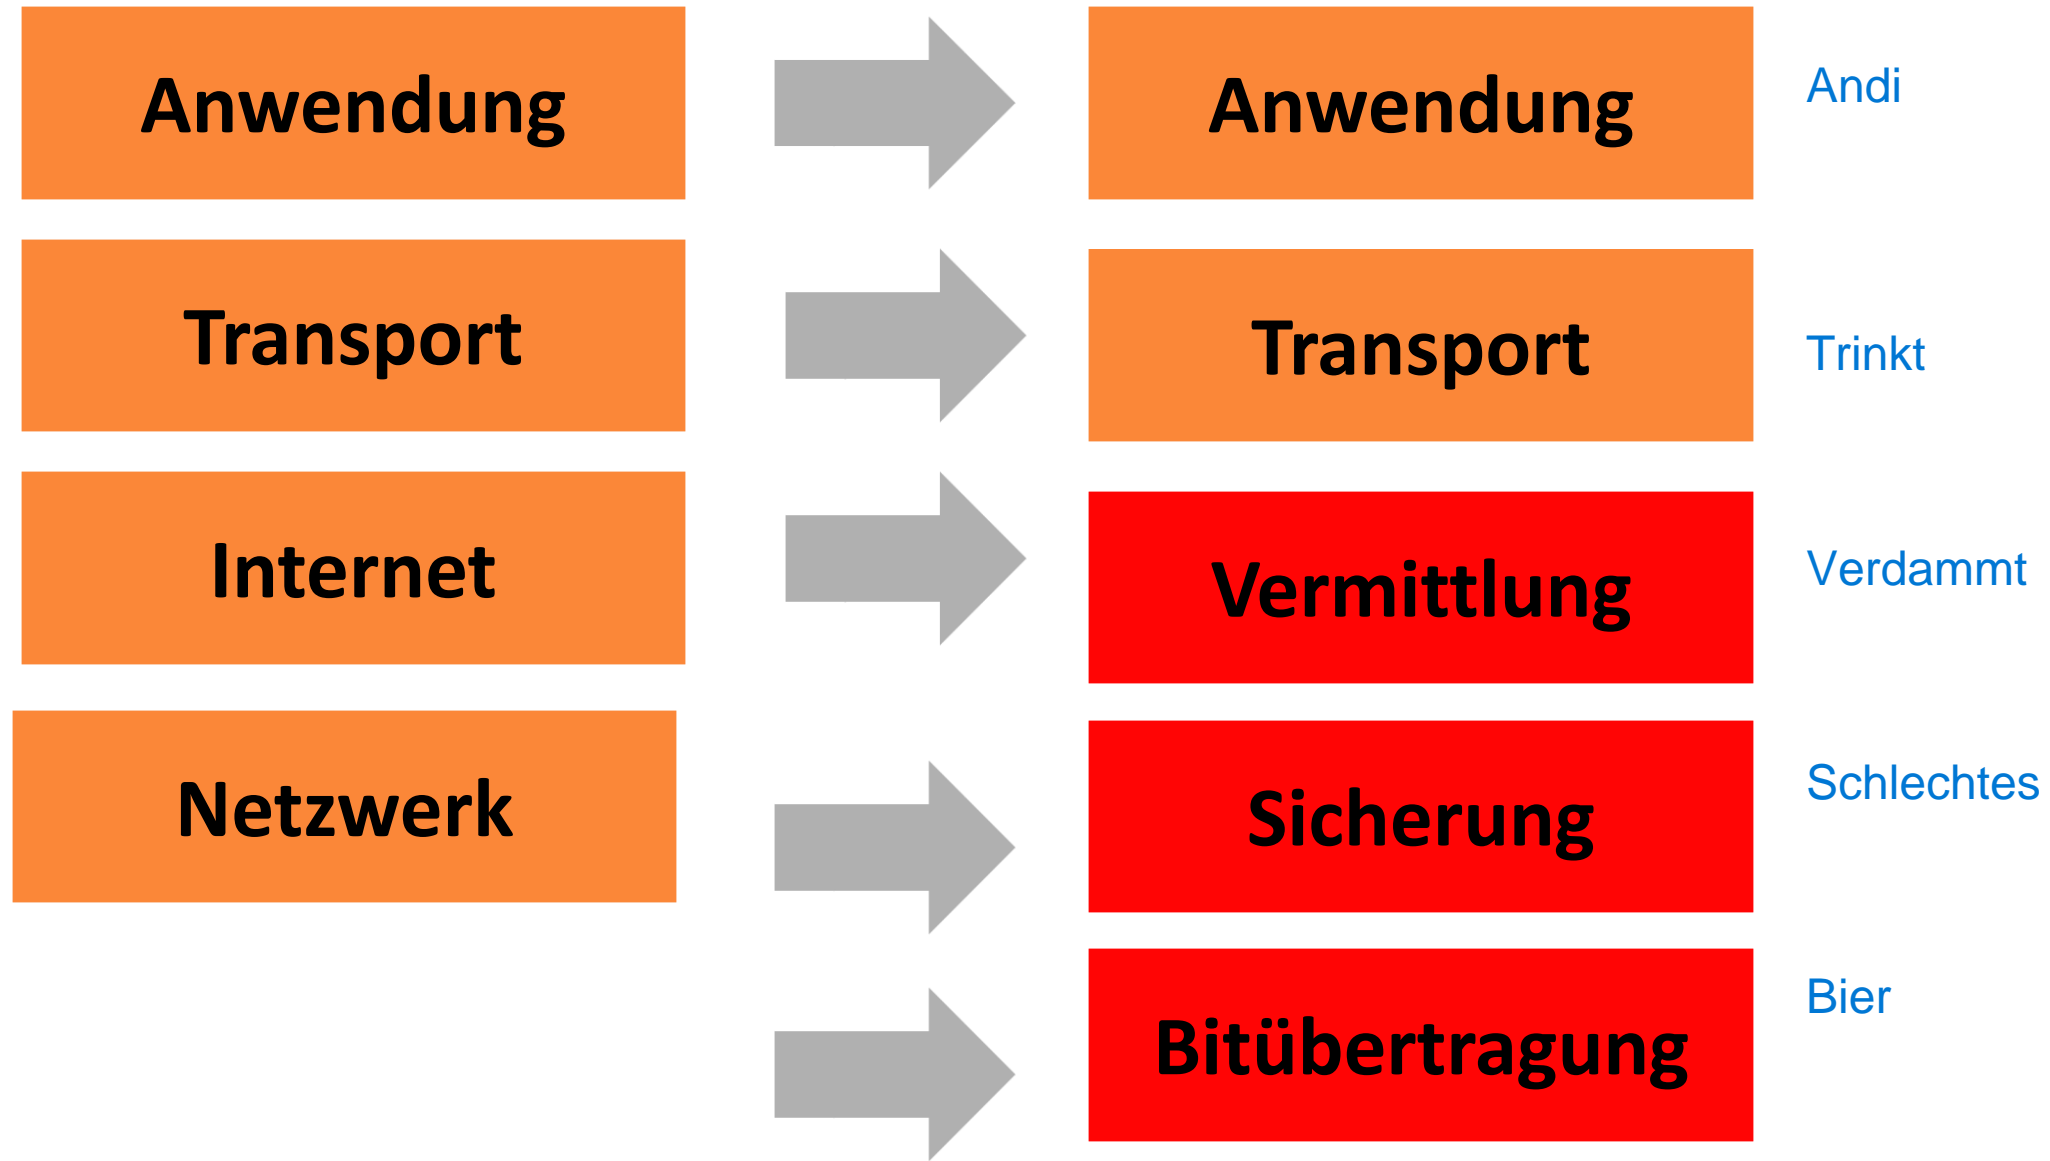 Anwendung
Anwendung
Andi
Transport
Transport
Trinkt
Internet
Vermittlung
Verdammt
Netzwerk
Sicherung
Schlechtes
Bitübertragung
Bier